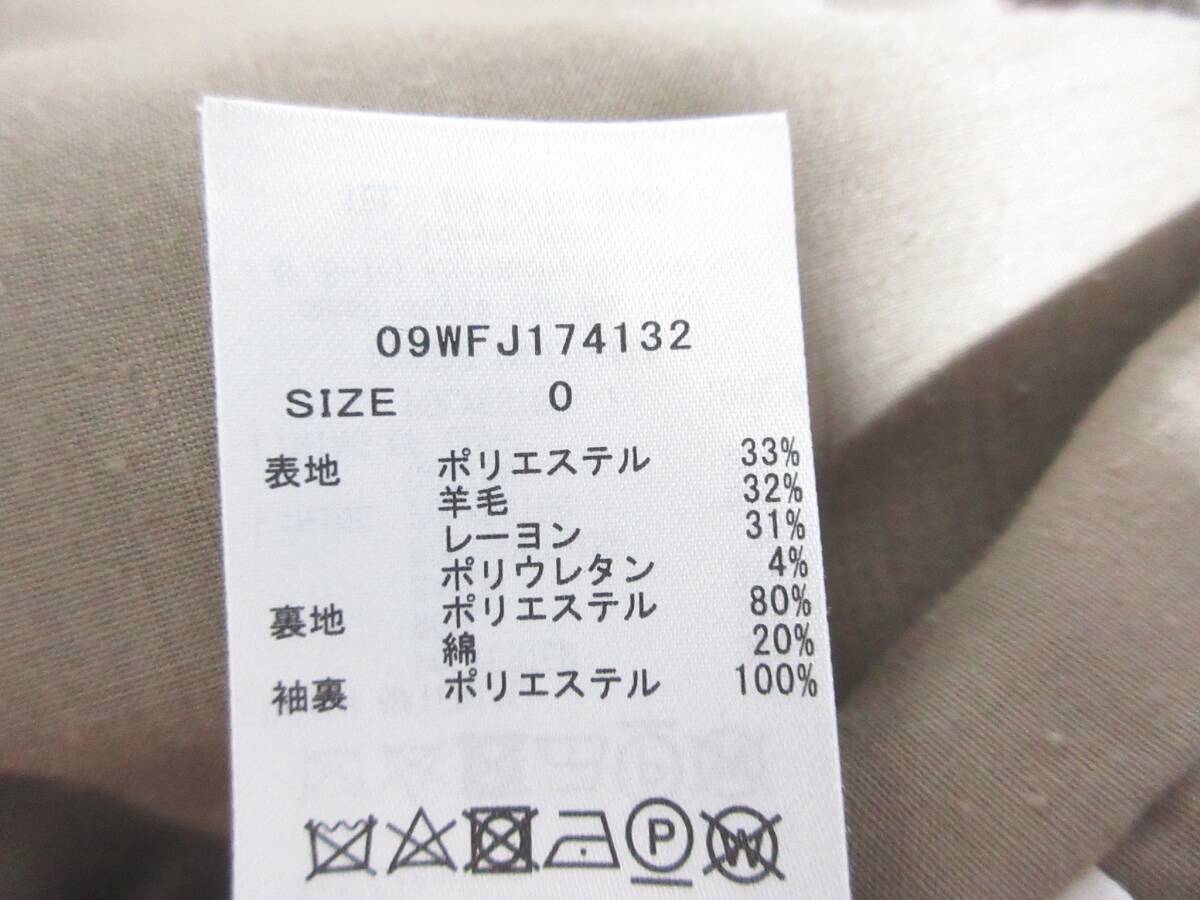 09WFJ174132
SIZE 0
表地 ポリエステル 33%
羊毛 32%
レーヨン 31%
ポリウレタン 4%
裏地 ポリエステル 80%
綿 20%
袖裏 ポリエステル 100%
P W